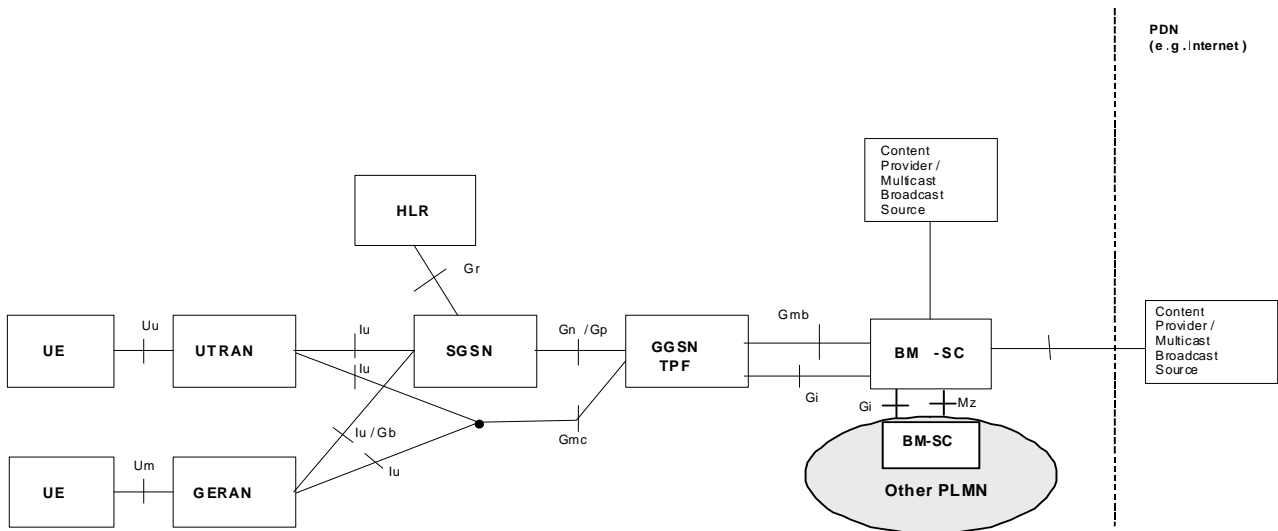 PDN
(e.g.Internet)
Content
Provider /
Multicast
Broadcast
Source
HLR
Gr
Uu
Iu
Gn /Gp
Gmb
Content
Provider /
Multicast
Broadcast
Source
UE
UTRAN
SGSN
GGSN
TPF
BM -SC
Iu
Gi
Gi
Mz
Iu/Gb
Gmc
BM-SC
Um
Iu
UE
GERAN
Other PLMN